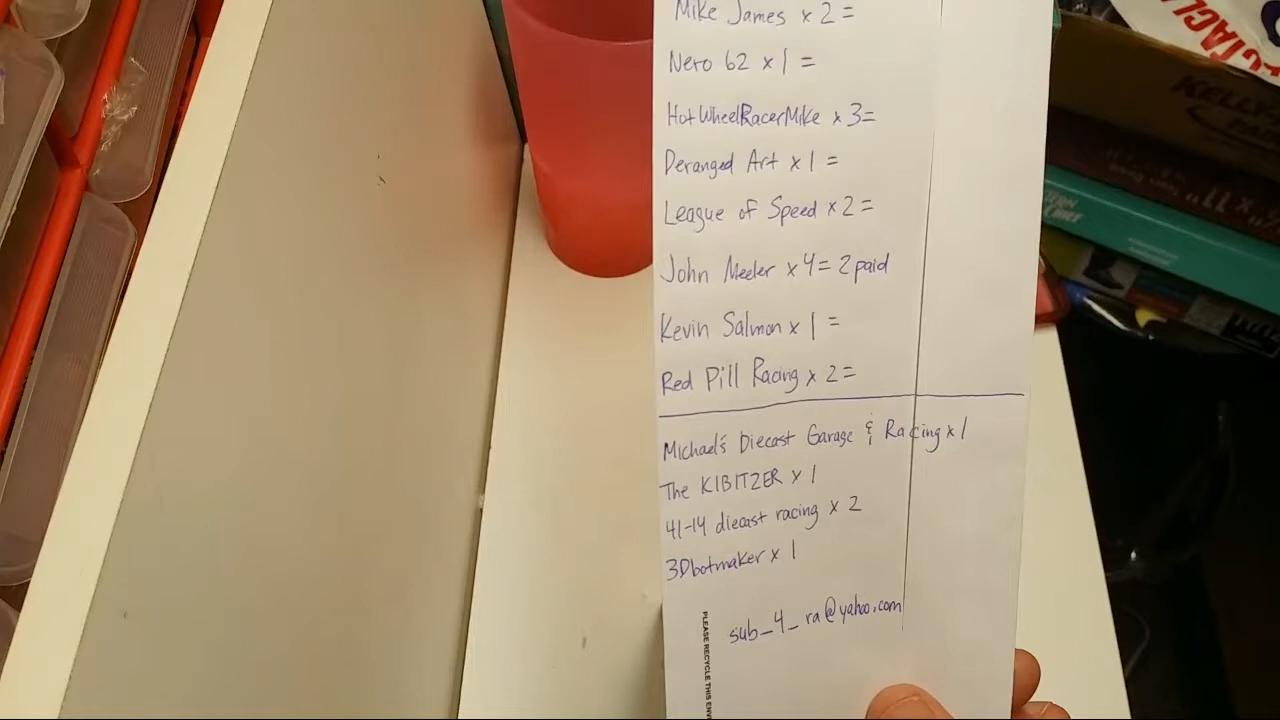 Mike James x 2 =
Nero 62 x 1 =
HotWheelRacerMike x 3=
Deranged Art x 1 =
League of Speed x 2 =
John Meeler x 4= 2 paid
Kevin Salmon x 1 =
Red Pill Racing x 2 =
Michael's Diecast Garage & Racing x 1
The KIBITZER x 1
41-14 diecast racing x 2
3Dbotmaker x 1
sub_4_ra@yahoo.com
PLEASE RECYCLE THIS ENV